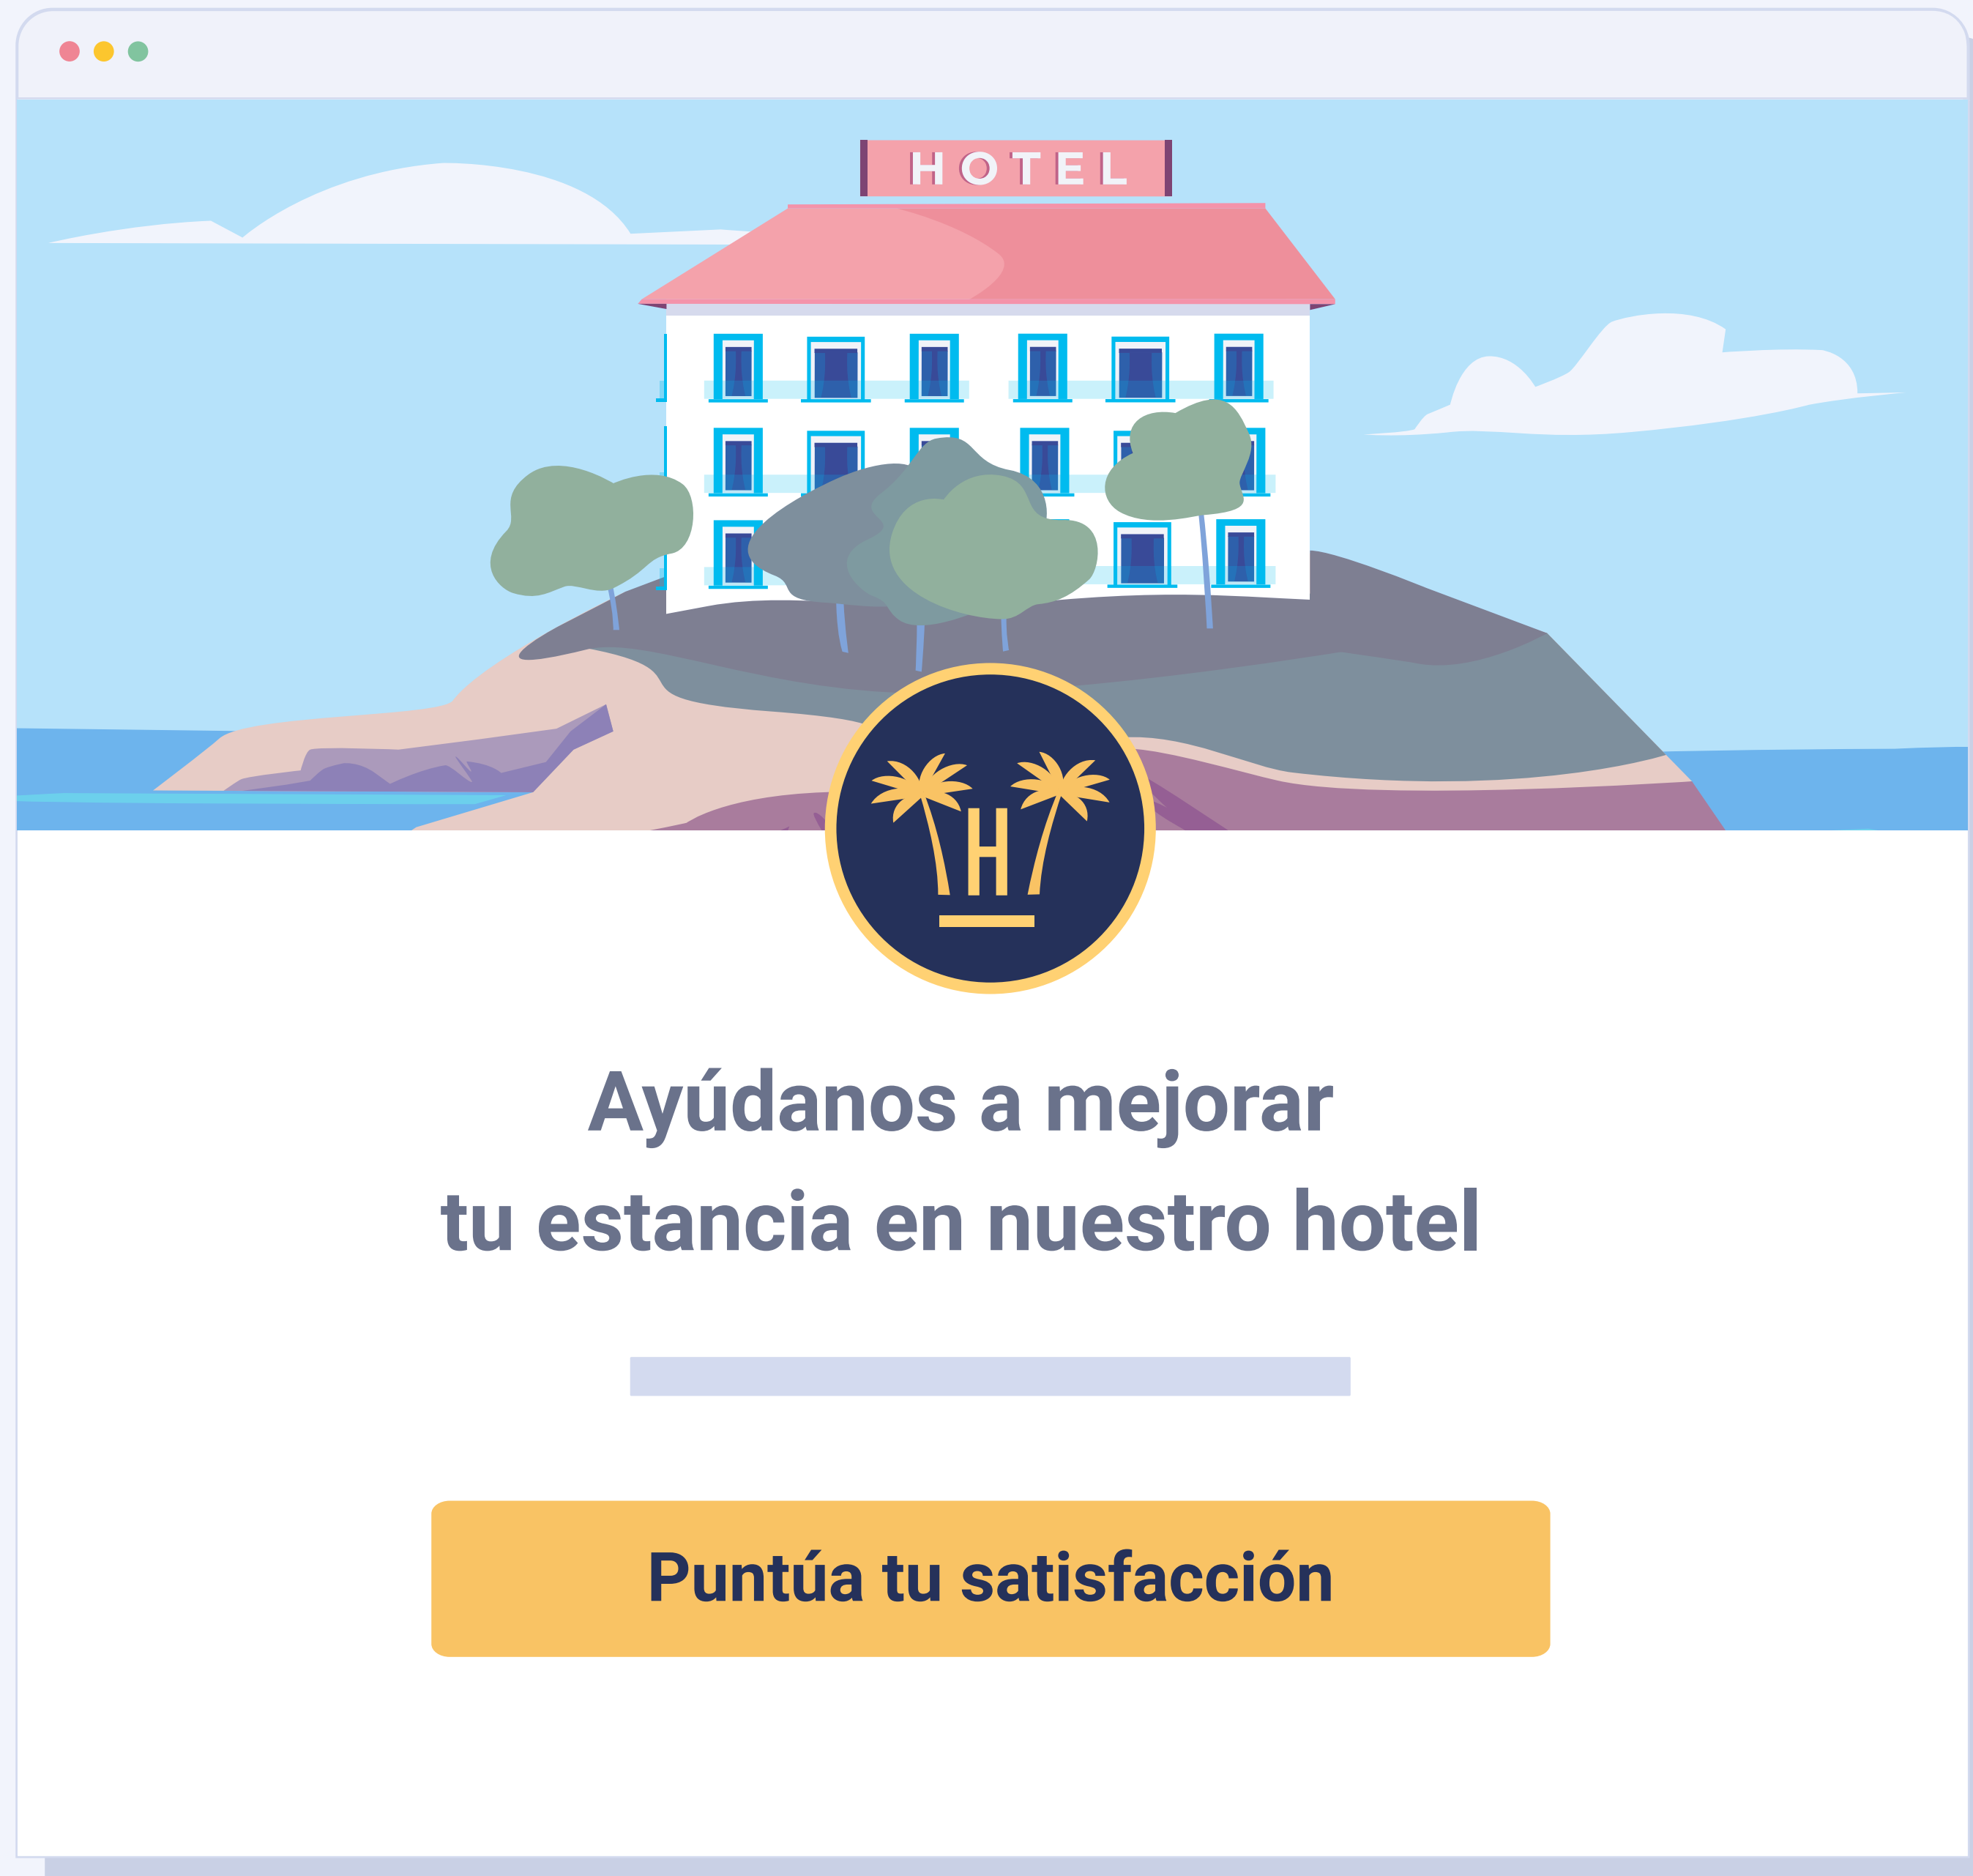 HOTEL
H
Ayúdanos a mejorar
tu estancia en nuestro hotel
Puntúa tu satisfacción